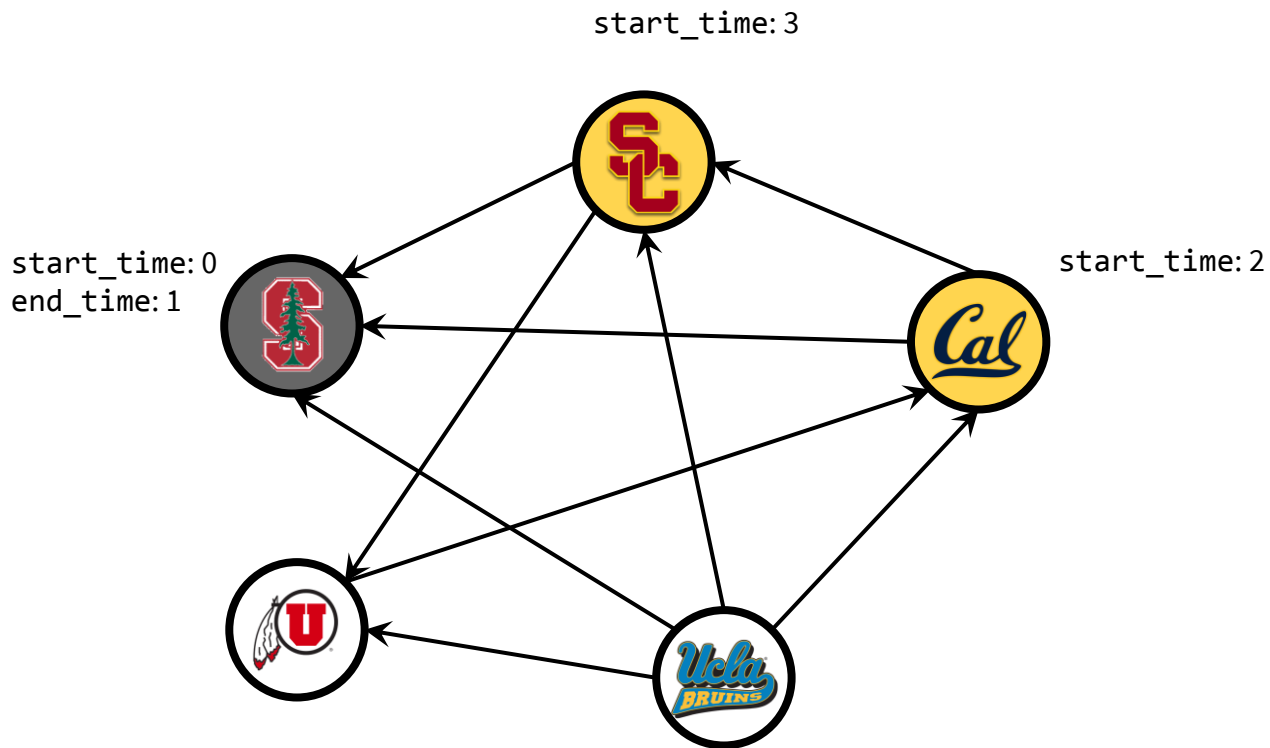 start_time: 3
SC
start_time: 0
end_time: 1
S
start_time: 2
Cal
U
Ucla
BRUINS